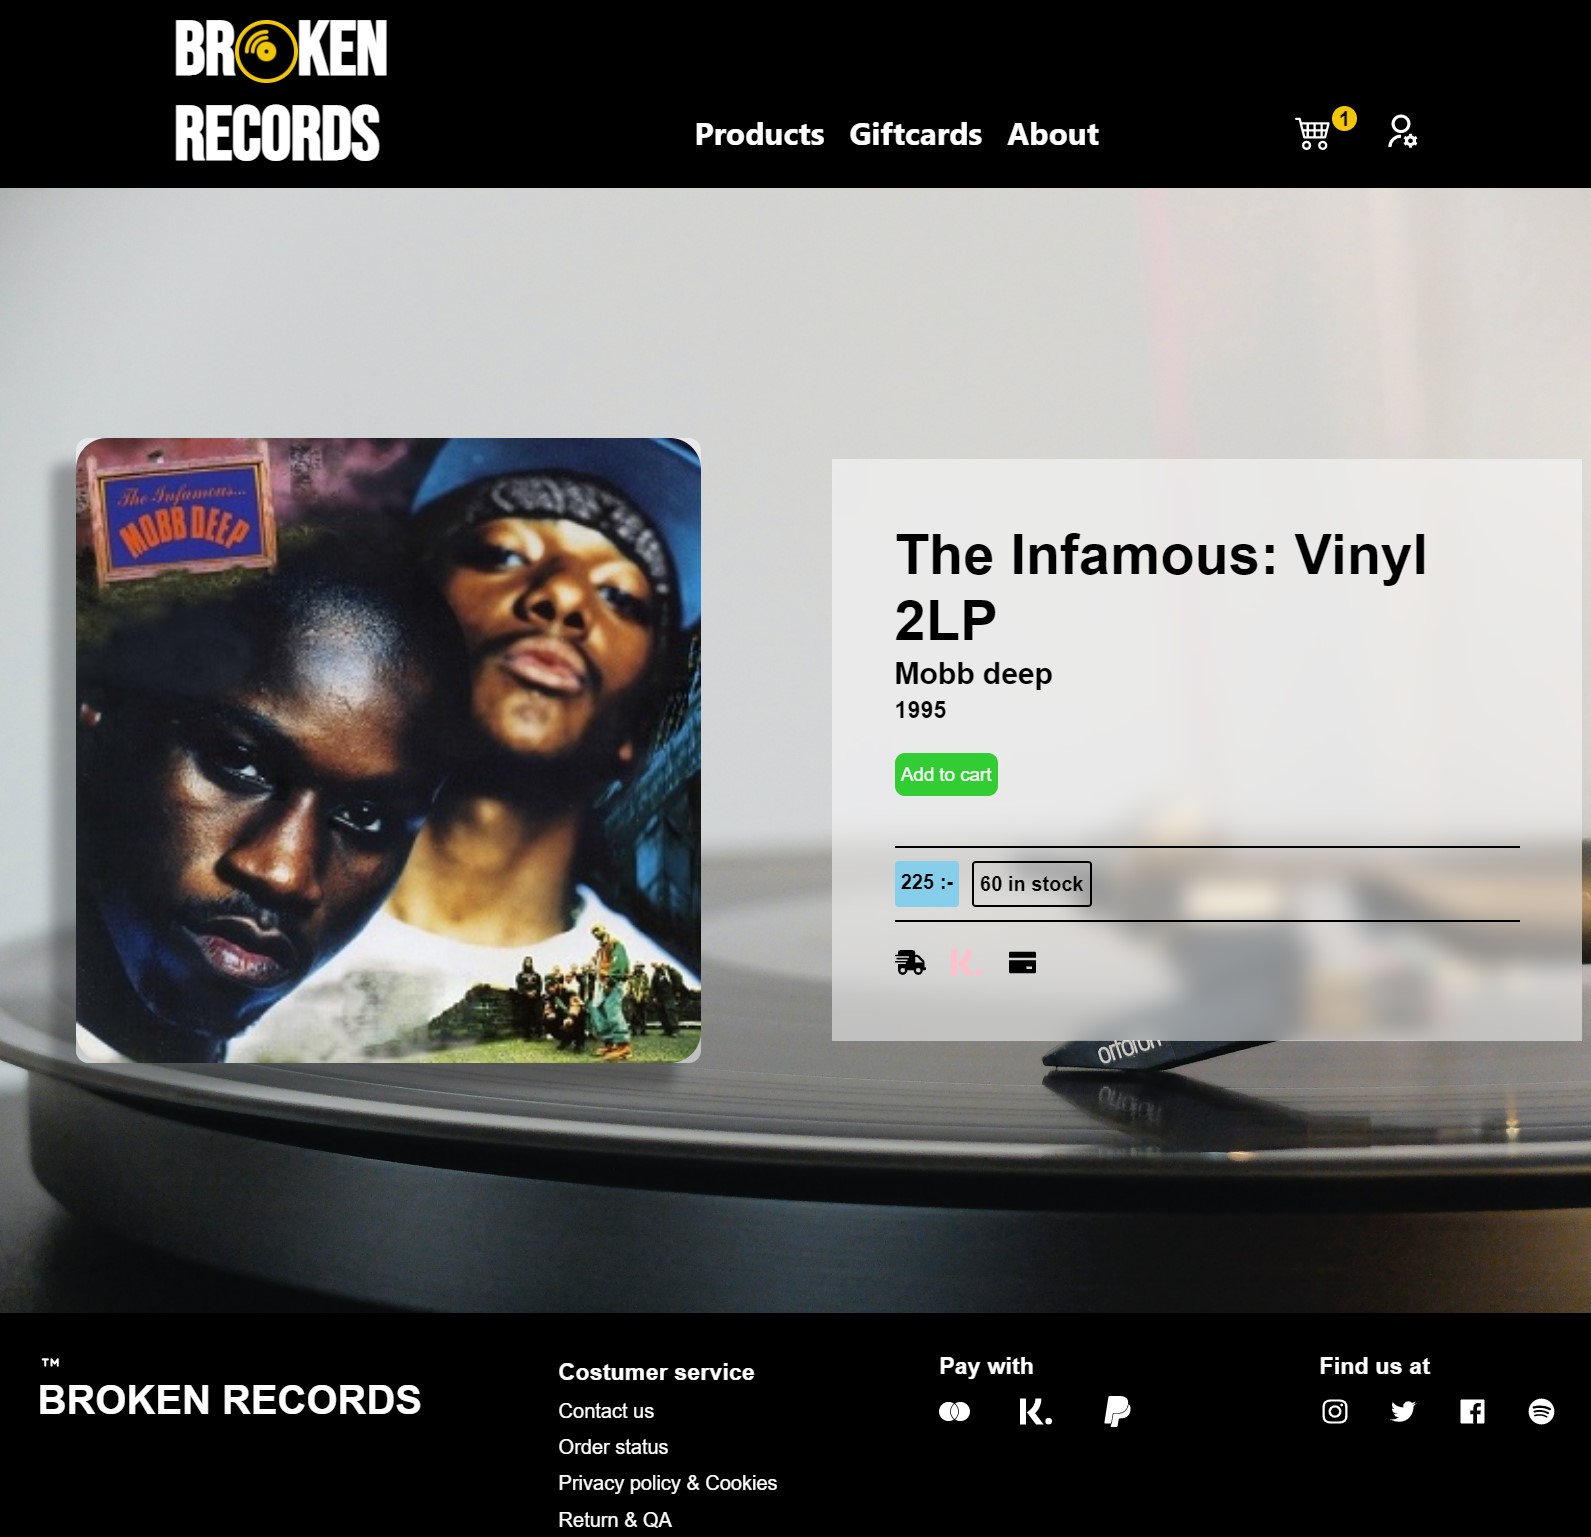 BROKEN
RECORDS
Products Giftcards About
1
The Infamous...
MOBB DEEP
The Infamous: Vinyl
2LP
Mobb deep
1995
Add to cart
225 :-
60 in stock
K.
ortofon
TM
BROKEN RECORDS
Costumer service
Contact us
Order status
Privacy policy & Cookies
Return & QA
Pay with
K.
Find us at